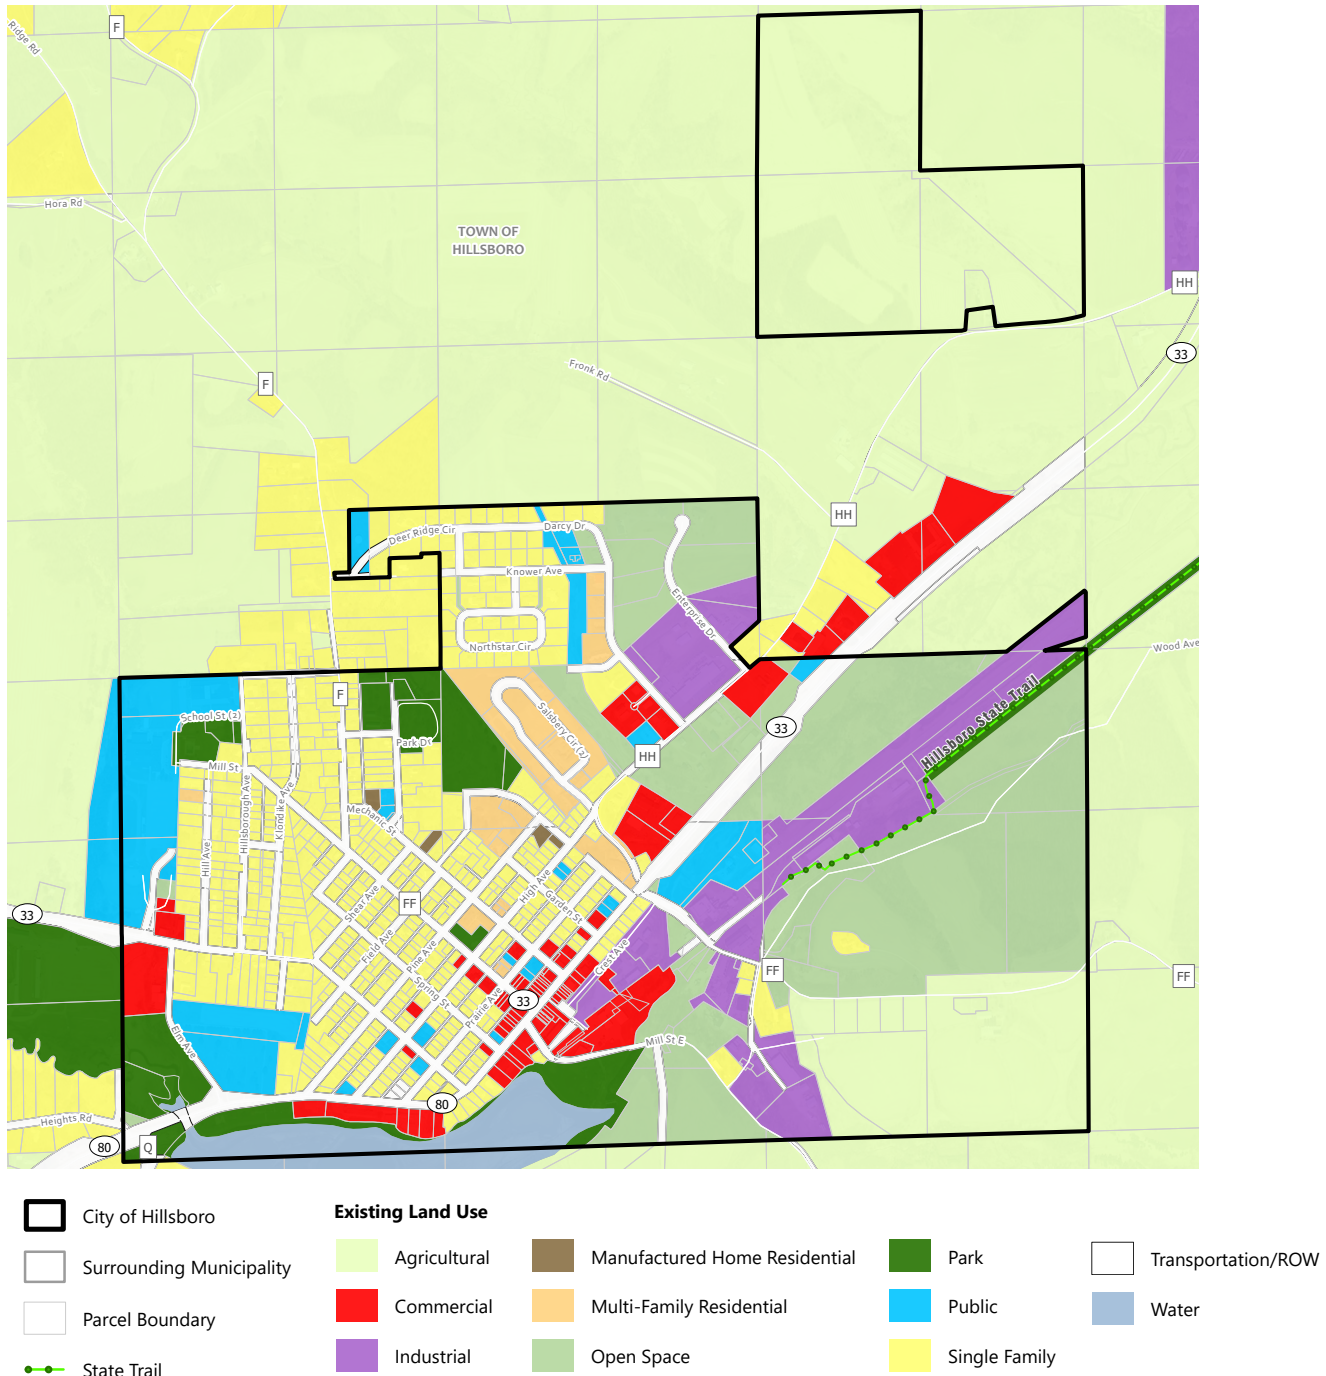 F
Ridge Rd
Hora Rd
TOWN OF
HILLSBORO
HH
33
Fronk Rd
F
HH
Deer Ridge Cir
Darcy Dr
Knower Ave
Enterprise Dr
Northstar Cir
Wood Ave
Hillsboro State Trail
F
School St (2)
Salsbery Cir (2)
Park Dr
33
HH
Mill St
Hillsborough Ave
Klondike Ave
Mechanic St
Hill Ave
High Ave
Shear Ave
FF
Garden St
33
Field Ave
Pine Ave
Crest Ave
FF
FF
Spring St
Prairie Ave
33
Elm Ave
Mill St E
80
Heights Rd
80
Q
City of Hillsboro
Surrounding Municipality
Parcel Boundary
State Trail
Existing Land Use
Agricultural
Commercial
Industrial
Manufactured Home Residential
Multi-Family Residential
Open Space
Park
Public
Single Family
Transportation/ROW
Water